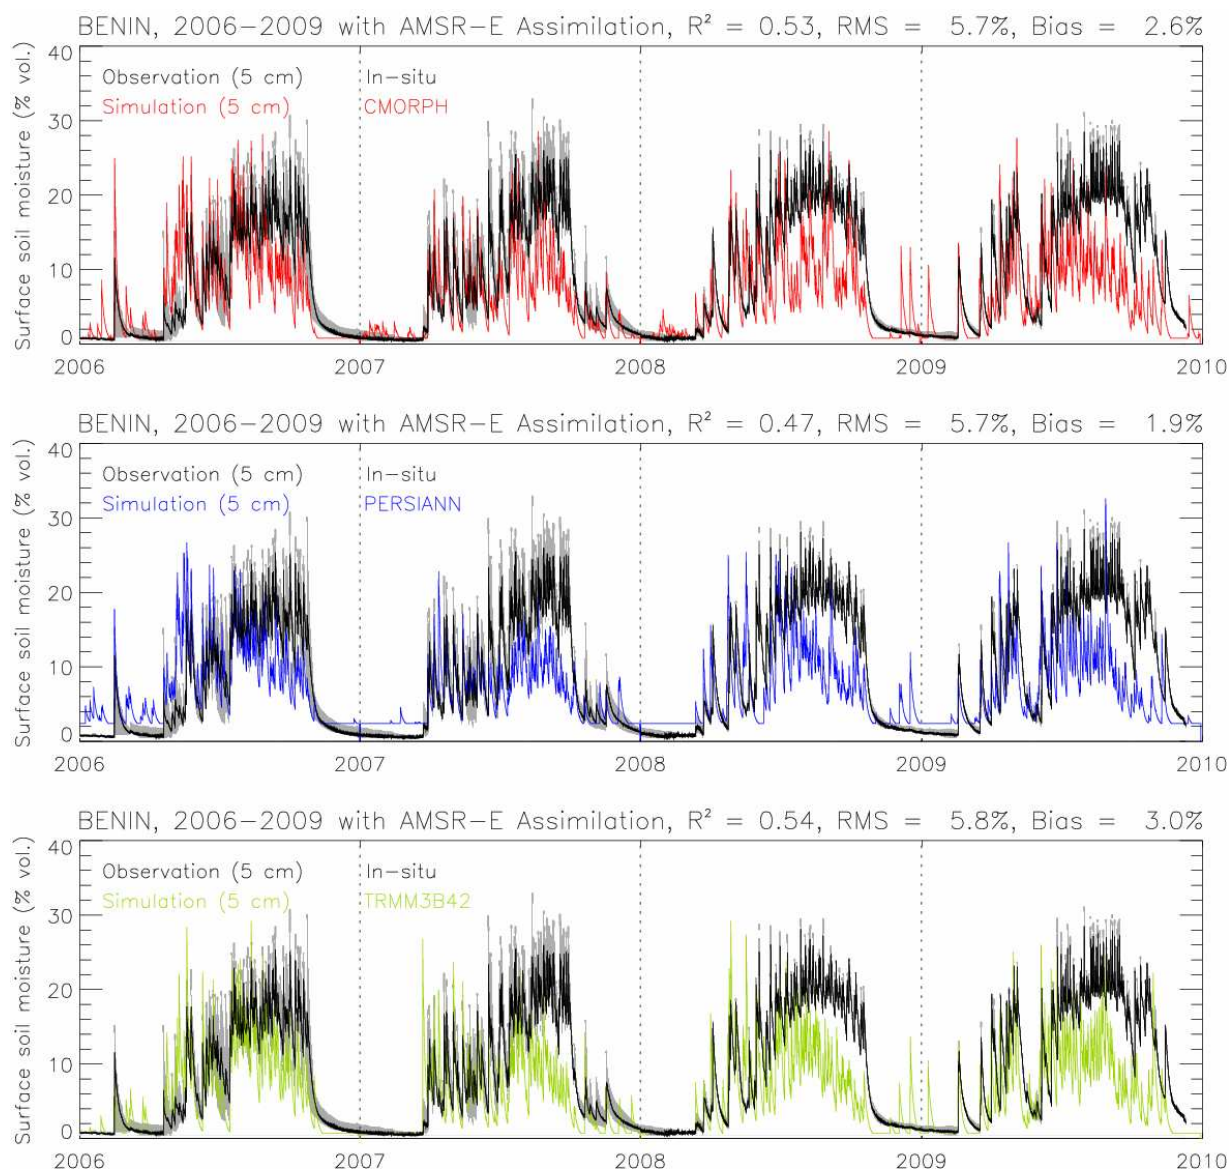 BENIN, 2006-2009 with AMSR-E Assimilation, R² = 0.53, RMS = 5.7%, Bias = 2.6%
Surface soil moisture (% vol.)
40
30
20
10
0
Observation (5 cm) In-situ
Simulation (5 cm) CMORPH
2006 2007 2008 2009 2010
BENIN, 2006-2009 with AMSR-E Assimilation, R² = 0.47, RMS = 5.7%, Bias = 1.9%
Surface soil moisture (% vol.)
40
30
20
10
0
Observation (5 cm) In-situ
Simulation (5 cm) PERSIANN
2006 2007 2008 2009 2010
BENIN, 2006-2009 with AMSR-E Assimilation, R² = 0.54, RMS = 5.8%, Bias = 3.0%
Surface soil moisture (% vol.)
40
30
20
10
0
Observation (5 cm) In-situ
Simulation (5 cm) TRMM3B42
2006 2007 2008 2009 2010